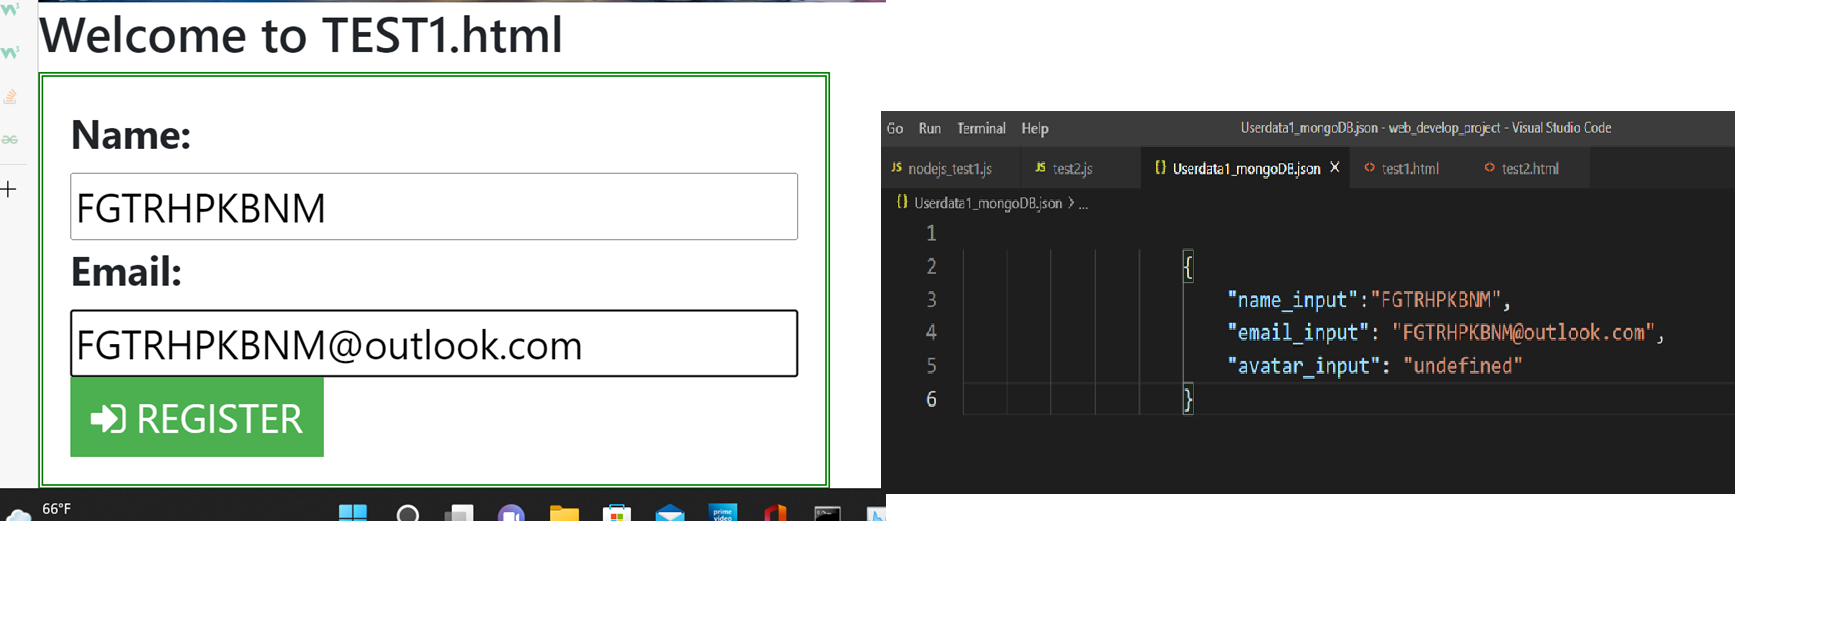 Welcome to TEST1.html
Name:
FGTRHPKBNM
Email:
FGTRHPKBNM@outlook.com
REGISTER
66°F
prime
video
Go Run Terminal Help Userdata1_mongoDB.json - web_develop_project - Visual Studio Code
JS nodejs_test1.js JS test2.js {} Userdata1_mongoDB.json X <> test1.html <> test2.html
{} Userdata1_mongoDB.json > ...
1
2 {
3 "name_input":"FGTRHPKBNM",
4 "email_input": "FGTRHPKBNM@outlook.com",
5 "avatar_input": "undefined"
6 }